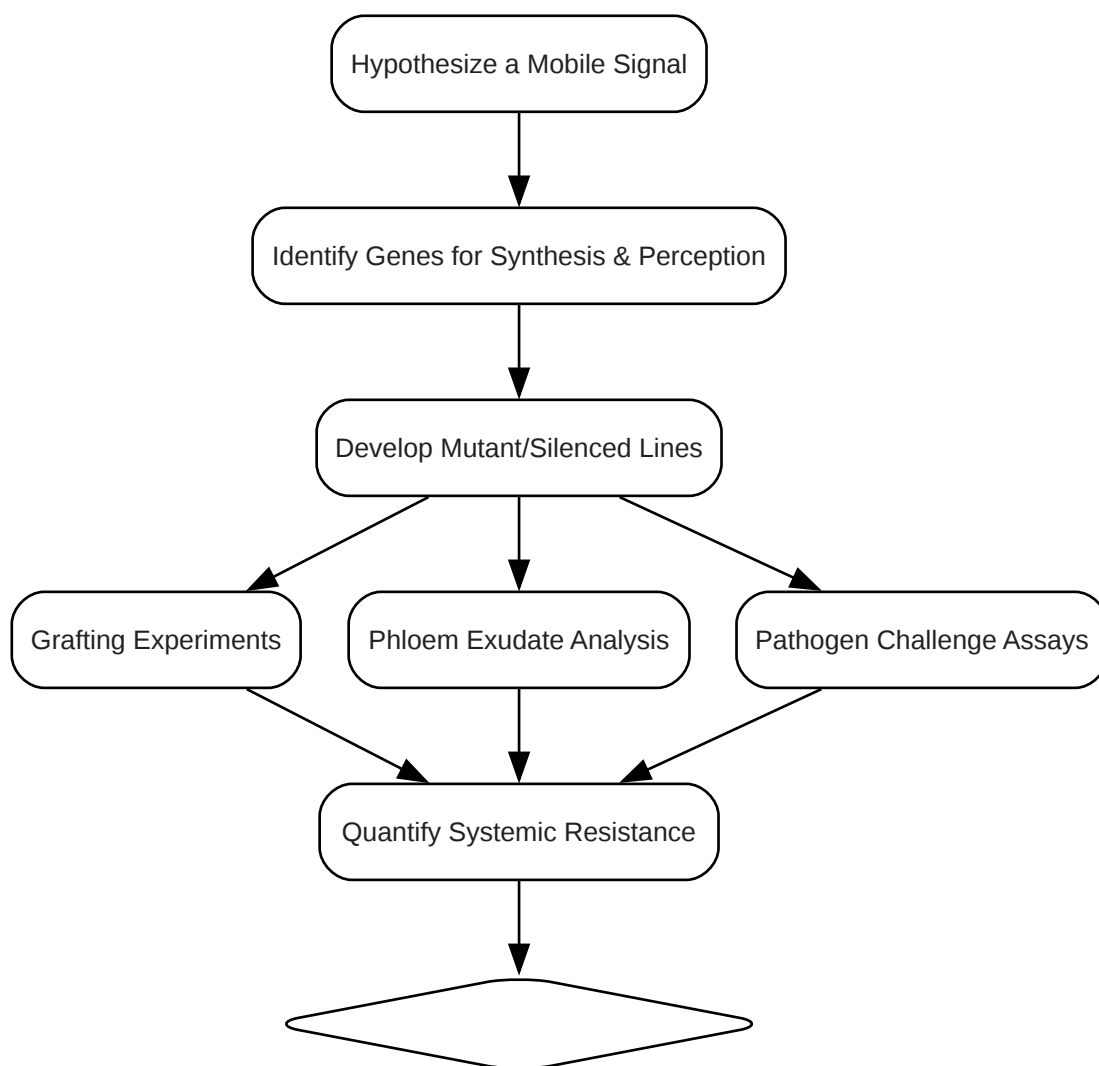 Hypothesize a Mobile Signal
Identify Genes for Synthesis & Perception
Develop Mutant/Silenced Lines
Grafting Experiments
Phloem Exudate Analysis
Pathogen Challenge Assays
Quantify Systemic Resistance